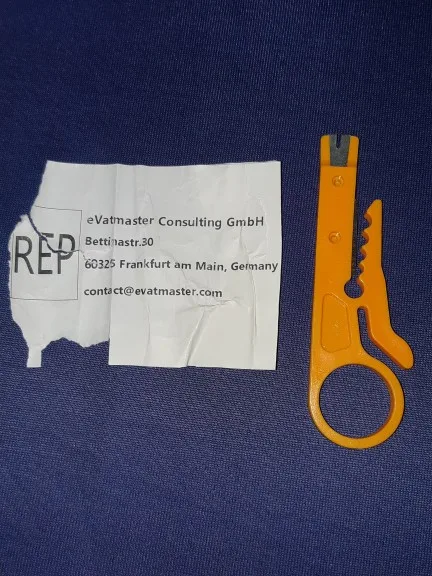 REP
eVatmaster Consulting GmbH
Bettinastr.30
60325 Frankfurt am Main, Germany
contact@evatmaster.com